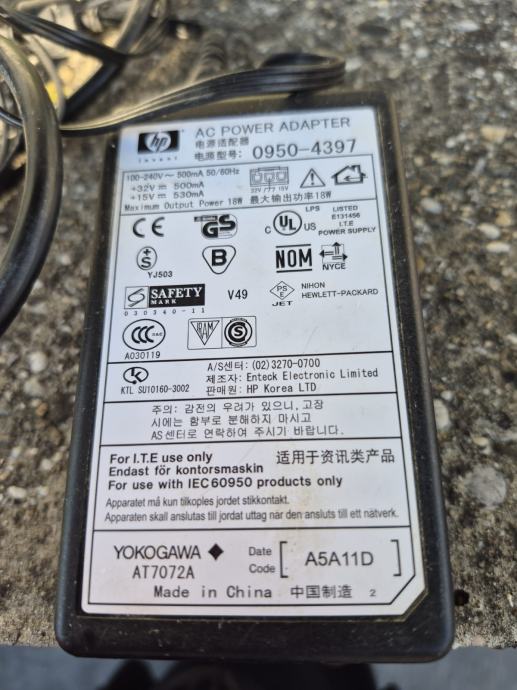 hp
invent
AC POWER ADAPTER
电源适配器
电源型号: 0950-4397
100-240V ~ 500mA 50/60Hz
+32V ⎓ 500mA
+15V ⎓ 530mA
Maximum Output Power 18W
32V 15V
最大输出功率18W
CE
GS
C UL US
LPS LISTED
E131456
I.T.E
POWER SUPPLY
S
YJ503
B
NOM
NYCE
S SAFETY
MARK
030340-11
V49
PS
E
JET
NIHON
HEWLETT-PACKARD
CCC S&E
A030119
IRAM
S
KTL SU10160-3002
A/S센터: (02)3270-0700
제조자: Enteck Electronic Limited
판매원: HP Korea LTD
주의: 감전의 우려가 있으니, 고장
시에는 함부로 분해하지 마시고
AS센터로 연락하여 주시기 바랍니다.
For I.T.E use only 适用于资讯类产品
Endast för kontorsmaskin
For use with IEC60950 products only
Apparatet må kun tilkoples jordet stikkontakt.
Apparaten skall anslutas till jordat uttag när den ansluts till ett nätverk.
YOKOGAWA ◆
AT7072A
Date
Code
[ A5A11D ]
Made in China 中国制造 2